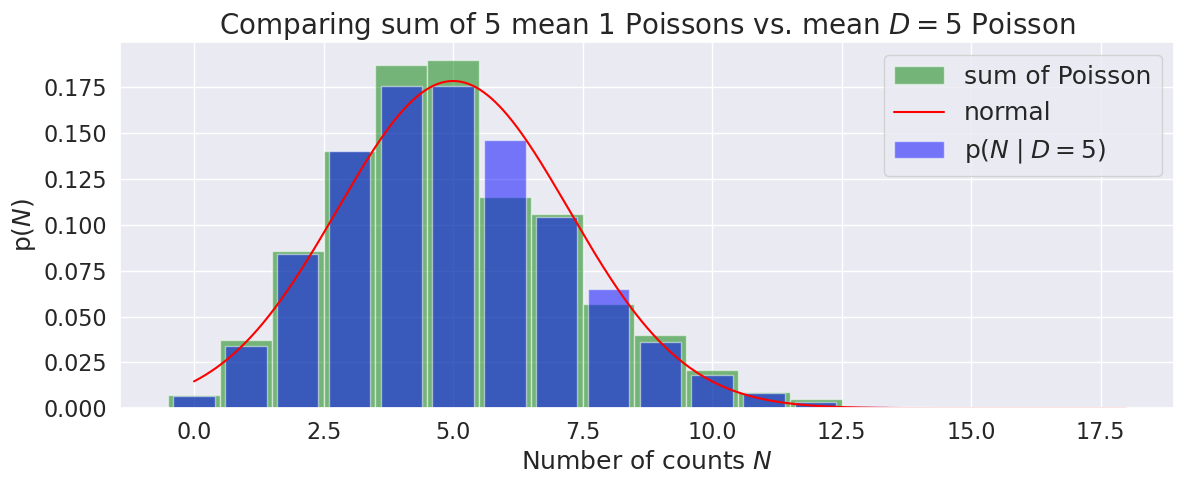 Comparing sum of 5 mean 1 Poissons vs. mean D = 5 Poisson
sum of Poisson
normal
p(N | D = 5)
p(N)
0.175
0.150
0.125
0.100
0.075
0.050
0.025
0.000
0.0 2.5 5.0 7.5 10.0 12.5 15.0 17.5
Number of counts N